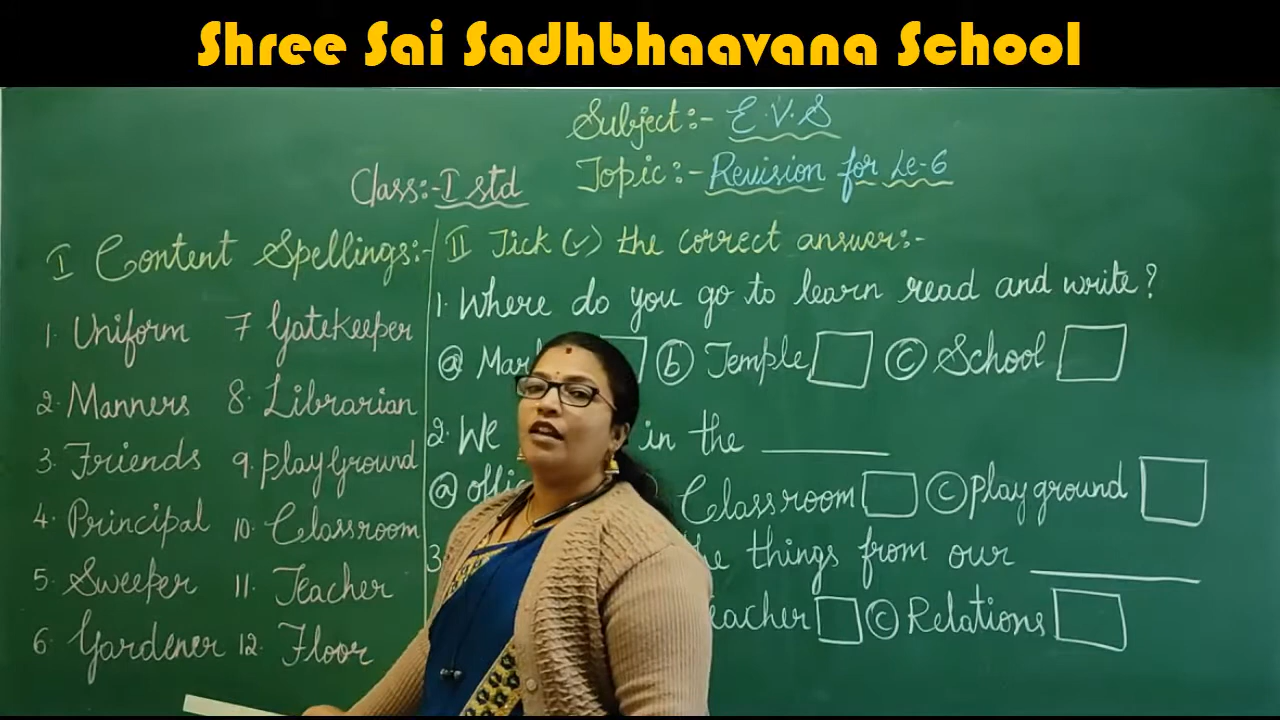 Shree Sai Sadhbhaavana School
Subject:- E.V.S
Topic:- Revision for Le-6
Class:- I std
I Content Spellings:-
1. Uniform
2. Manners
3. Friends
4. Principal
5. Sweeper
6. Gardener
7 Gatekeeper
8. Librarian
9. playground
10. Classroom
11. Teacher
12. Floor
II Tick (✓) the correct answer:-
1. Where do you go to learn read and write?
(a) (b) Temple (c) School
2. We in the ________
(a) Classroom (c) playground
3. things from our ________
(c) Relations